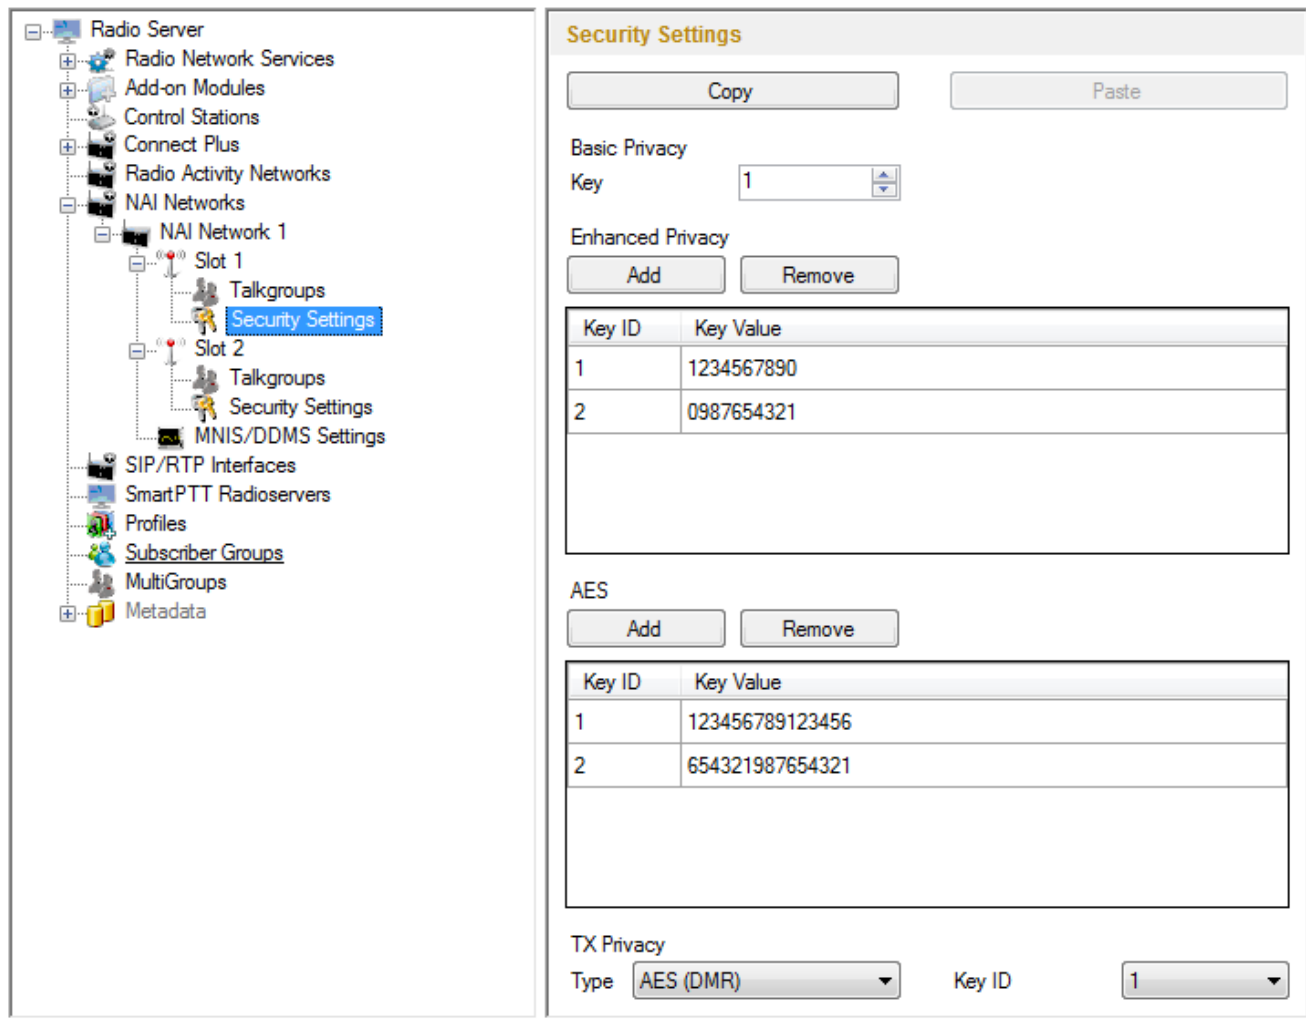 Radio Server
Radio Network Services
Add-on Modules
Control Stations
Connect Plus
Radio Activity Networks
NAI Networks
NAI Network 1
Slot 1
Talkgroups
Security Settings
Slot 2
Talkgroups
Security Settings
MNIS/DDMS Settings
SIP/RTP Interfaces
SmartPTT Radioservers
Profiles
Subscriber Groups
MultiGroups
Metadata
Security Settings
Copy Paste
Basic Privacy
Key 1
Enhanced Privacy
Add Remove
Key ID Key Value
1 1234567890
2 0987654321
AES
Add Remove
Key ID Key Value
1 123456789123456
2 654321987654321
TX Privacy
Type AES (DMR) Key ID 1